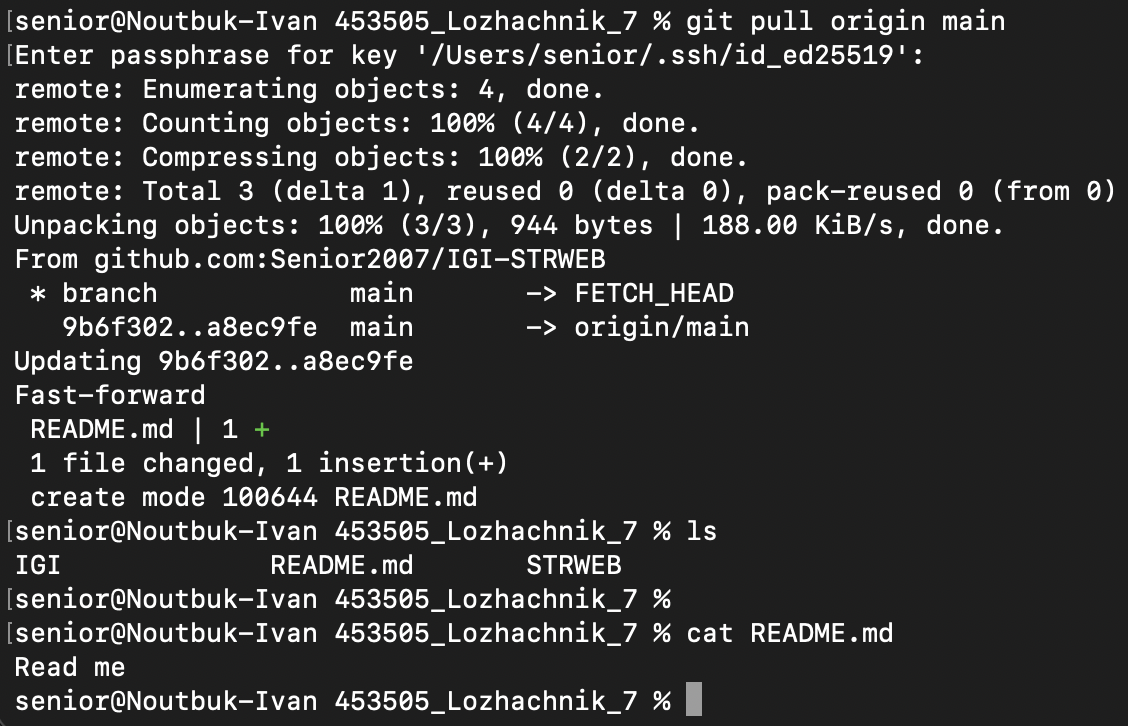 [senior@Noutbuk-Ivan 453505_Lozhachnik_7 % git pull origin main
[Enter passphrase for key '/Users/senior/.ssh/id_ed25519':
remote: Enumerating objects: 4, done.
remote: Counting objects: 100% (4/4), done.
remote: Compressing objects: 100% (2/2), done.
remote: Total 3 (delta 1), reused 0 (delta 0), pack-reused 0 (from 0)
Unpacking objects: 100% (3/3), 944 bytes | 188.00 KiB/s, done.
From github.com:Senior2007/IGI-STRWEB
 * branch            main       -> FETCH_HEAD
   9b6f302..a8ec9fe  main       -> origin/main
Updating 9b6f302..a8ec9fe
Fast-forward
 README.md | 1 +
 1 file changed, 1 insertion(+)
 create mode 100644 README.md
[senior@Noutbuk-Ivan 453505_Lozhachnik_7 % ls
IGI             README.md       STRWEB
[senior@Noutbuk-Ivan 453505_Lozhachnik_7 %
[senior@Noutbuk-Ivan 453505_Lozhachnik_7 % cat README.md
Read me
senior@Noutbuk-Ivan 453505_Lozhachnik_7 %